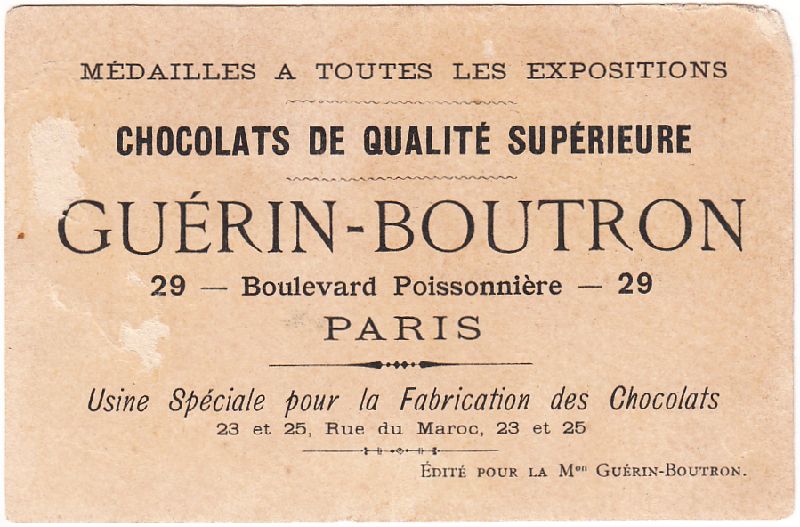 MÉDAILLES A TOUTES LES EXPOSITIONS
CHOCOLATS DE QUALITÉ SUPÉRIEURE
GUÉRIN-BOUTRON
29 — Boulevard Poissonnière — 29
PARIS
Usine Spéciale pour la Fabrication des Chocolats
23 et 25, Rue du Maroc, 23 et 25
ÉDITÉ POUR LA Mᵒⁿ GUÉRIN-BOUTRON.